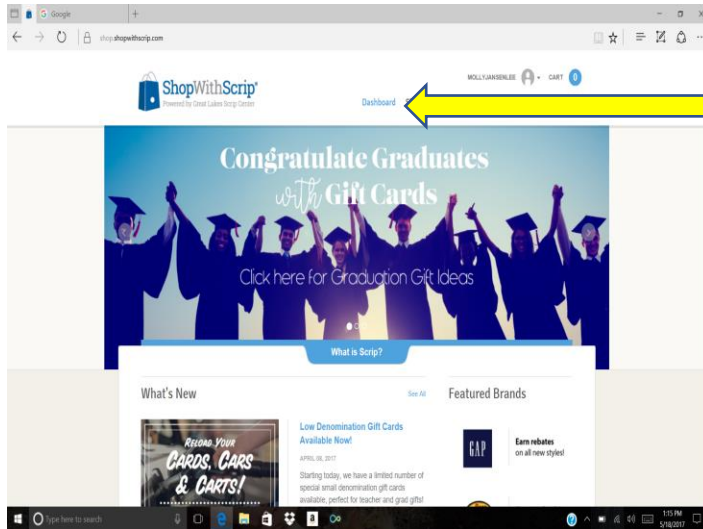 Google
shop.shopwithscrip.com
ShopWithScrip®
Powered by Great Lakes Scrip Center
MOLLYJANSENLEE
CART 0
Dashboard
Congratulate Graduates
with Gift Cards
Click here for Graduation Gift Ideas
What is Scrip?
What's New
See All
Featured Brands
RELOAD YOUR
CARDS, CARS
& CARTS!
Low Denomination Gift Cards
Available Now!
APRIL 28, 2017
Starting today, we have a limited number of
special small denomination gift cards
available, perfect for teacher and grad gifts!
GAP
Earn rebates
on all new styles!
Type here to search
1:15 PM
5/18/2017